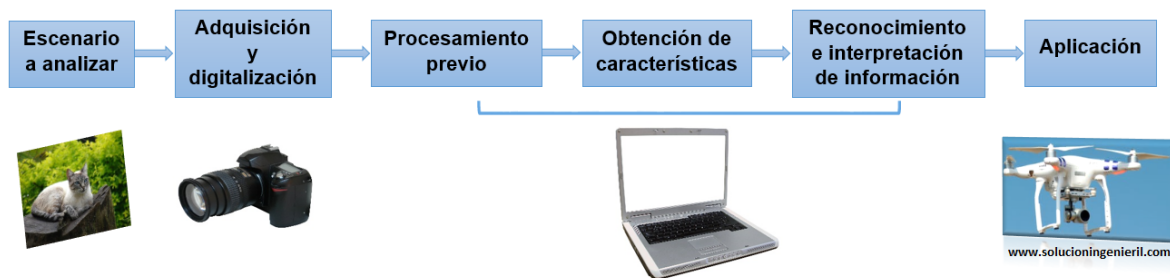 Escenario
a analizar
Adquisición
y
digitalización
Procesamiento
previo
Obtención de
características
Reconocimiento
e interpretación
de información
Aplicación
www.solucioningenieril.com